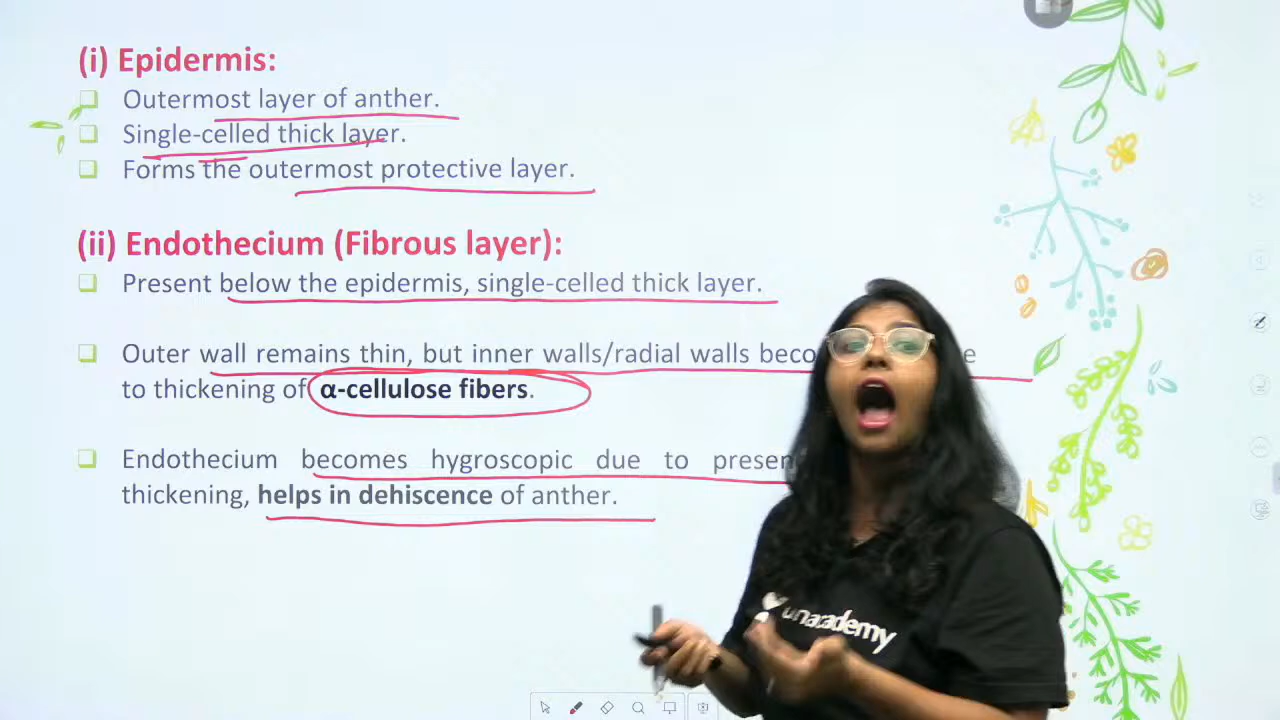 (i) Epidermis:
Outermost layer of anther.
Single-celled thick layer.
Forms the outermost protective layer.
(ii) Endothecium (Fibrous layer):
Present below the epidermis, single-celled thick layer.
Outer wall remains thin, but inner walls/radial walls
to thickening of α-cellulose fibers.
Endothecium becomes hygroscopic due to
thickening, helps in dehiscence of anther.
unacademy